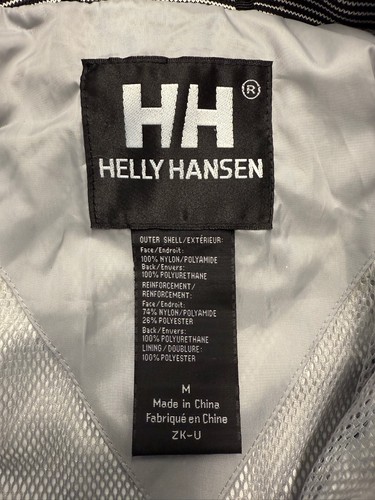 H/H®
HELLY HANSEN
OUTER SHELL/EXTÉRIEUR:
Face/Endroit:
100% NYLON/POLYAMIDE
Back/Envers:
100% POLYURETHANE
REINFORCEMENT/
RENFORCEMENT:
Face/Endroit:
74% NYLON/POLYAMIDE
26% POLYESTER
Back/Envers:
100% POLYURETHANE
LINING/DOUBLURE:
100% POLYESTER
M
Made in China
Fabriqué en Chine
ZK-U